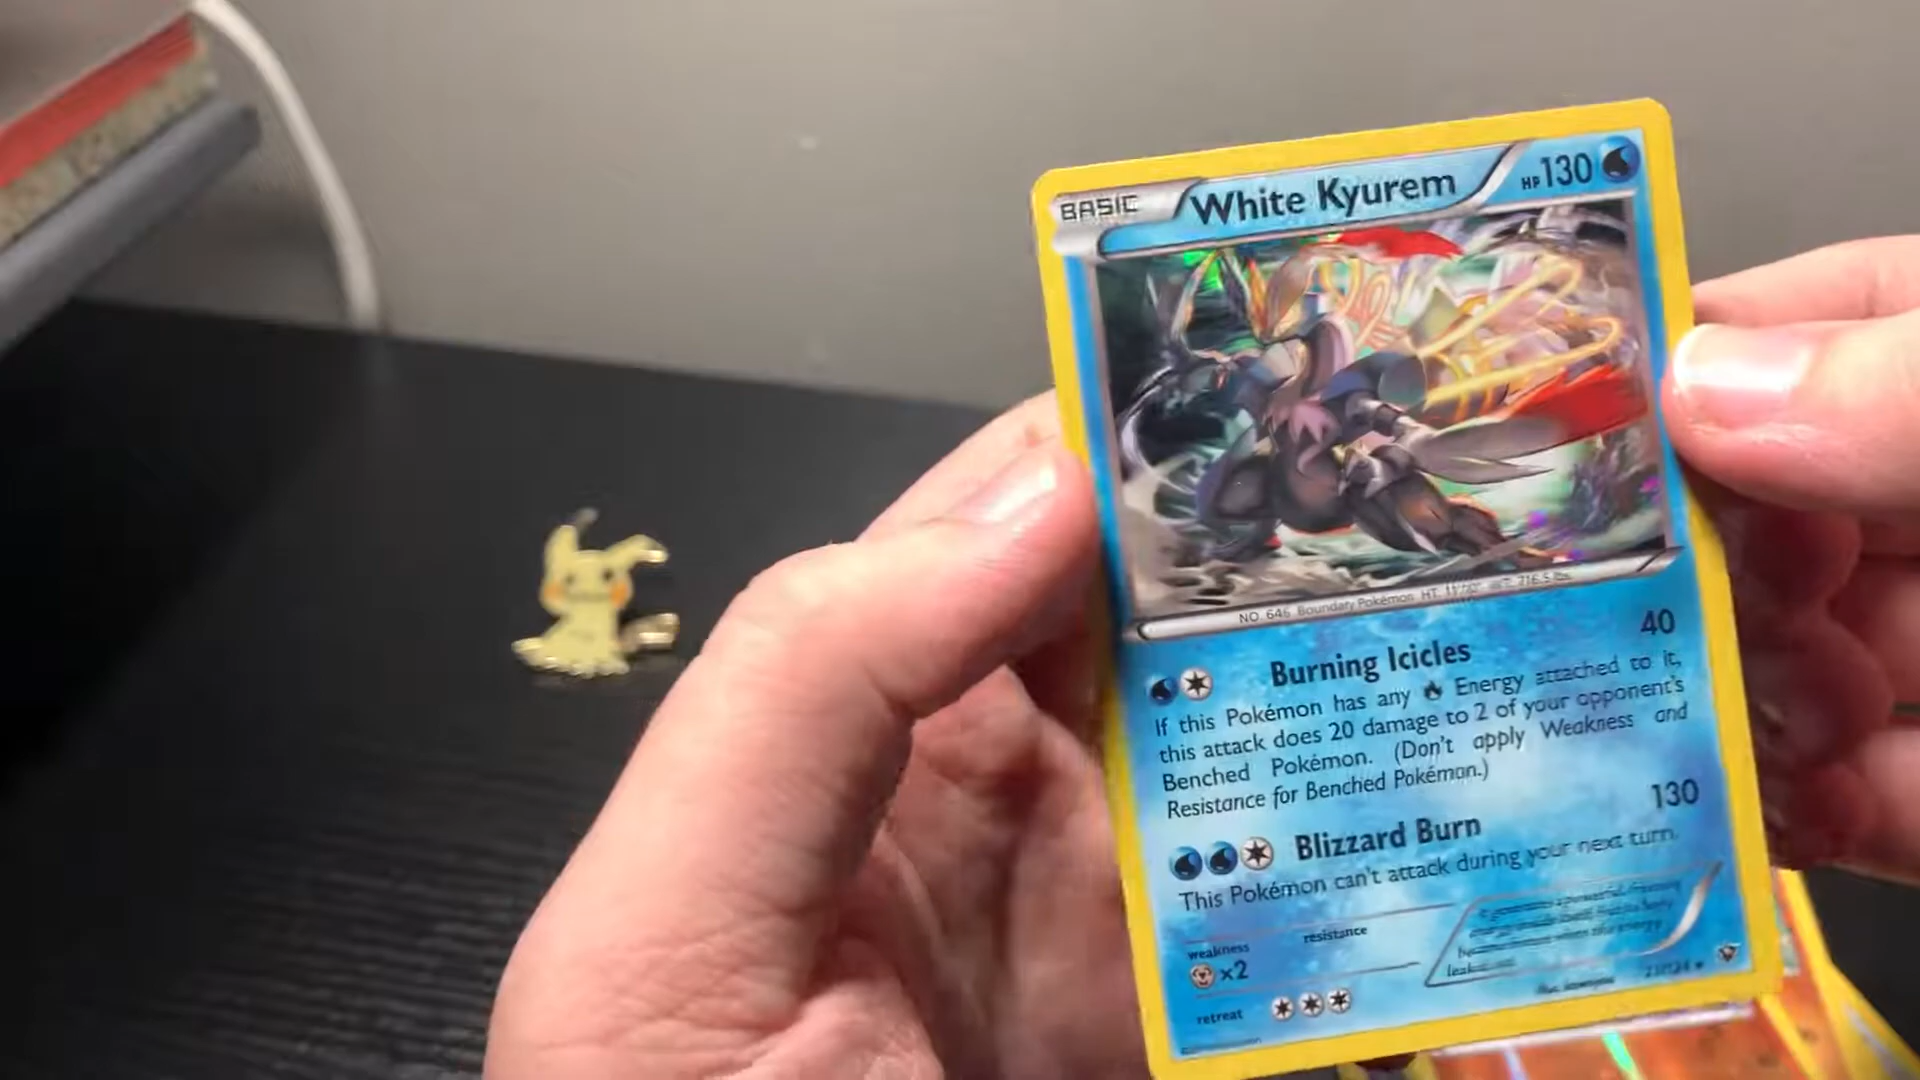 BASIC White Kyurem HP 130
NO. 646 Boundary Pokémon HT. 11'10" WT. 716.5 lbs.
Burning Icicles 40
If this Pokémon has any Energy attached to it,
this attack does 20 damage to 2 of your opponent's
Benched Pokémon. (Don't apply Weakness and
Resistance for Benched Pokémon.)
Blizzard Burn 130
This Pokémon can't attack during your next turn.
weakness resistance
×2
retreat